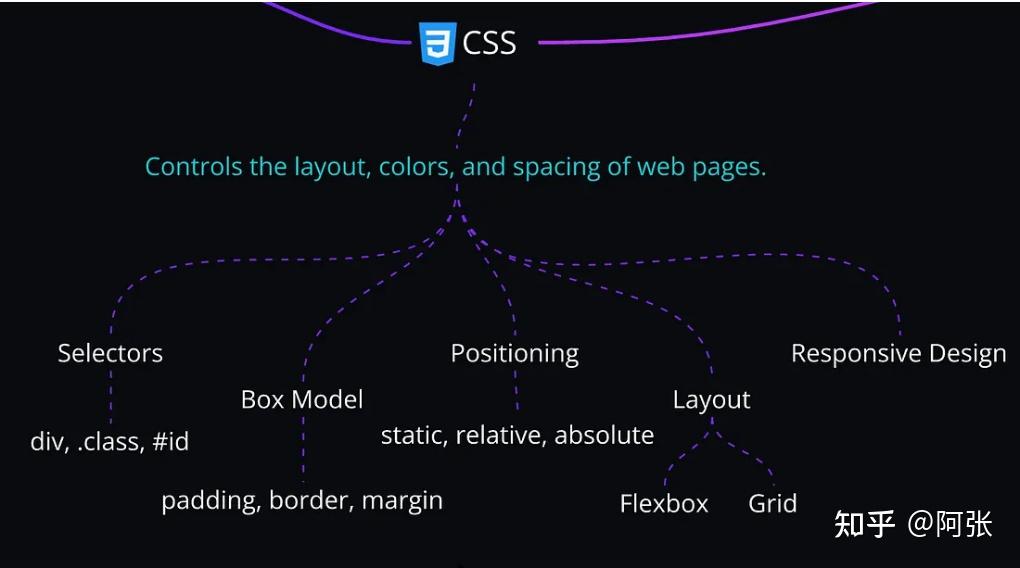 CSS
Controls the layout, colors, and spacing of web pages.
Selectors
Positioning
Responsive Design
Box Model
Layout
div, .class, #id
static, relative, absolute
padding, border, margin
Flexbox
Grid
知乎 @阿张